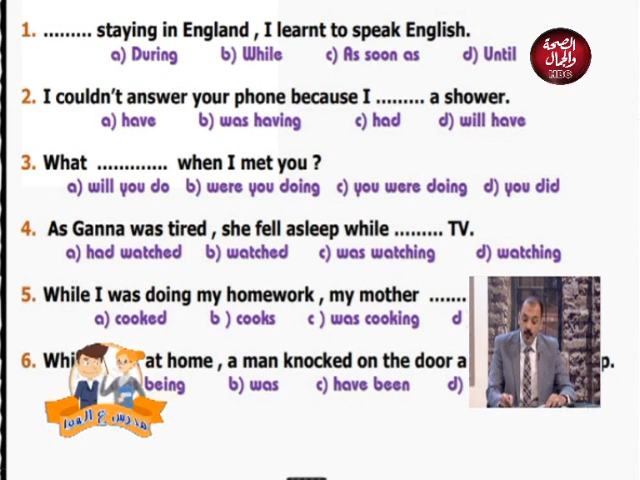 1. ......... staying in England , I learnt to speak English.
a) During b) While c) As soon as d) Until
الصحة والجمال
HBC
2. I couldn't answer your phone because I ......... a shower.
a) have b) was having c) had d) will have
3. What ............. when I met you ?
a) will you do b) were you doing c) you were doing d) you did
4. As Ganna was tired , she fell asleep while ......... TV.
a) had watched b) watched c) was watching d) watching
5. While I was doing my homework , my mother .......
a) cooked b ) cooks c ) was cooking d
6. at home , a man knocked on the door a p.
being b) was c) have been d)
مدرس ع الهوا